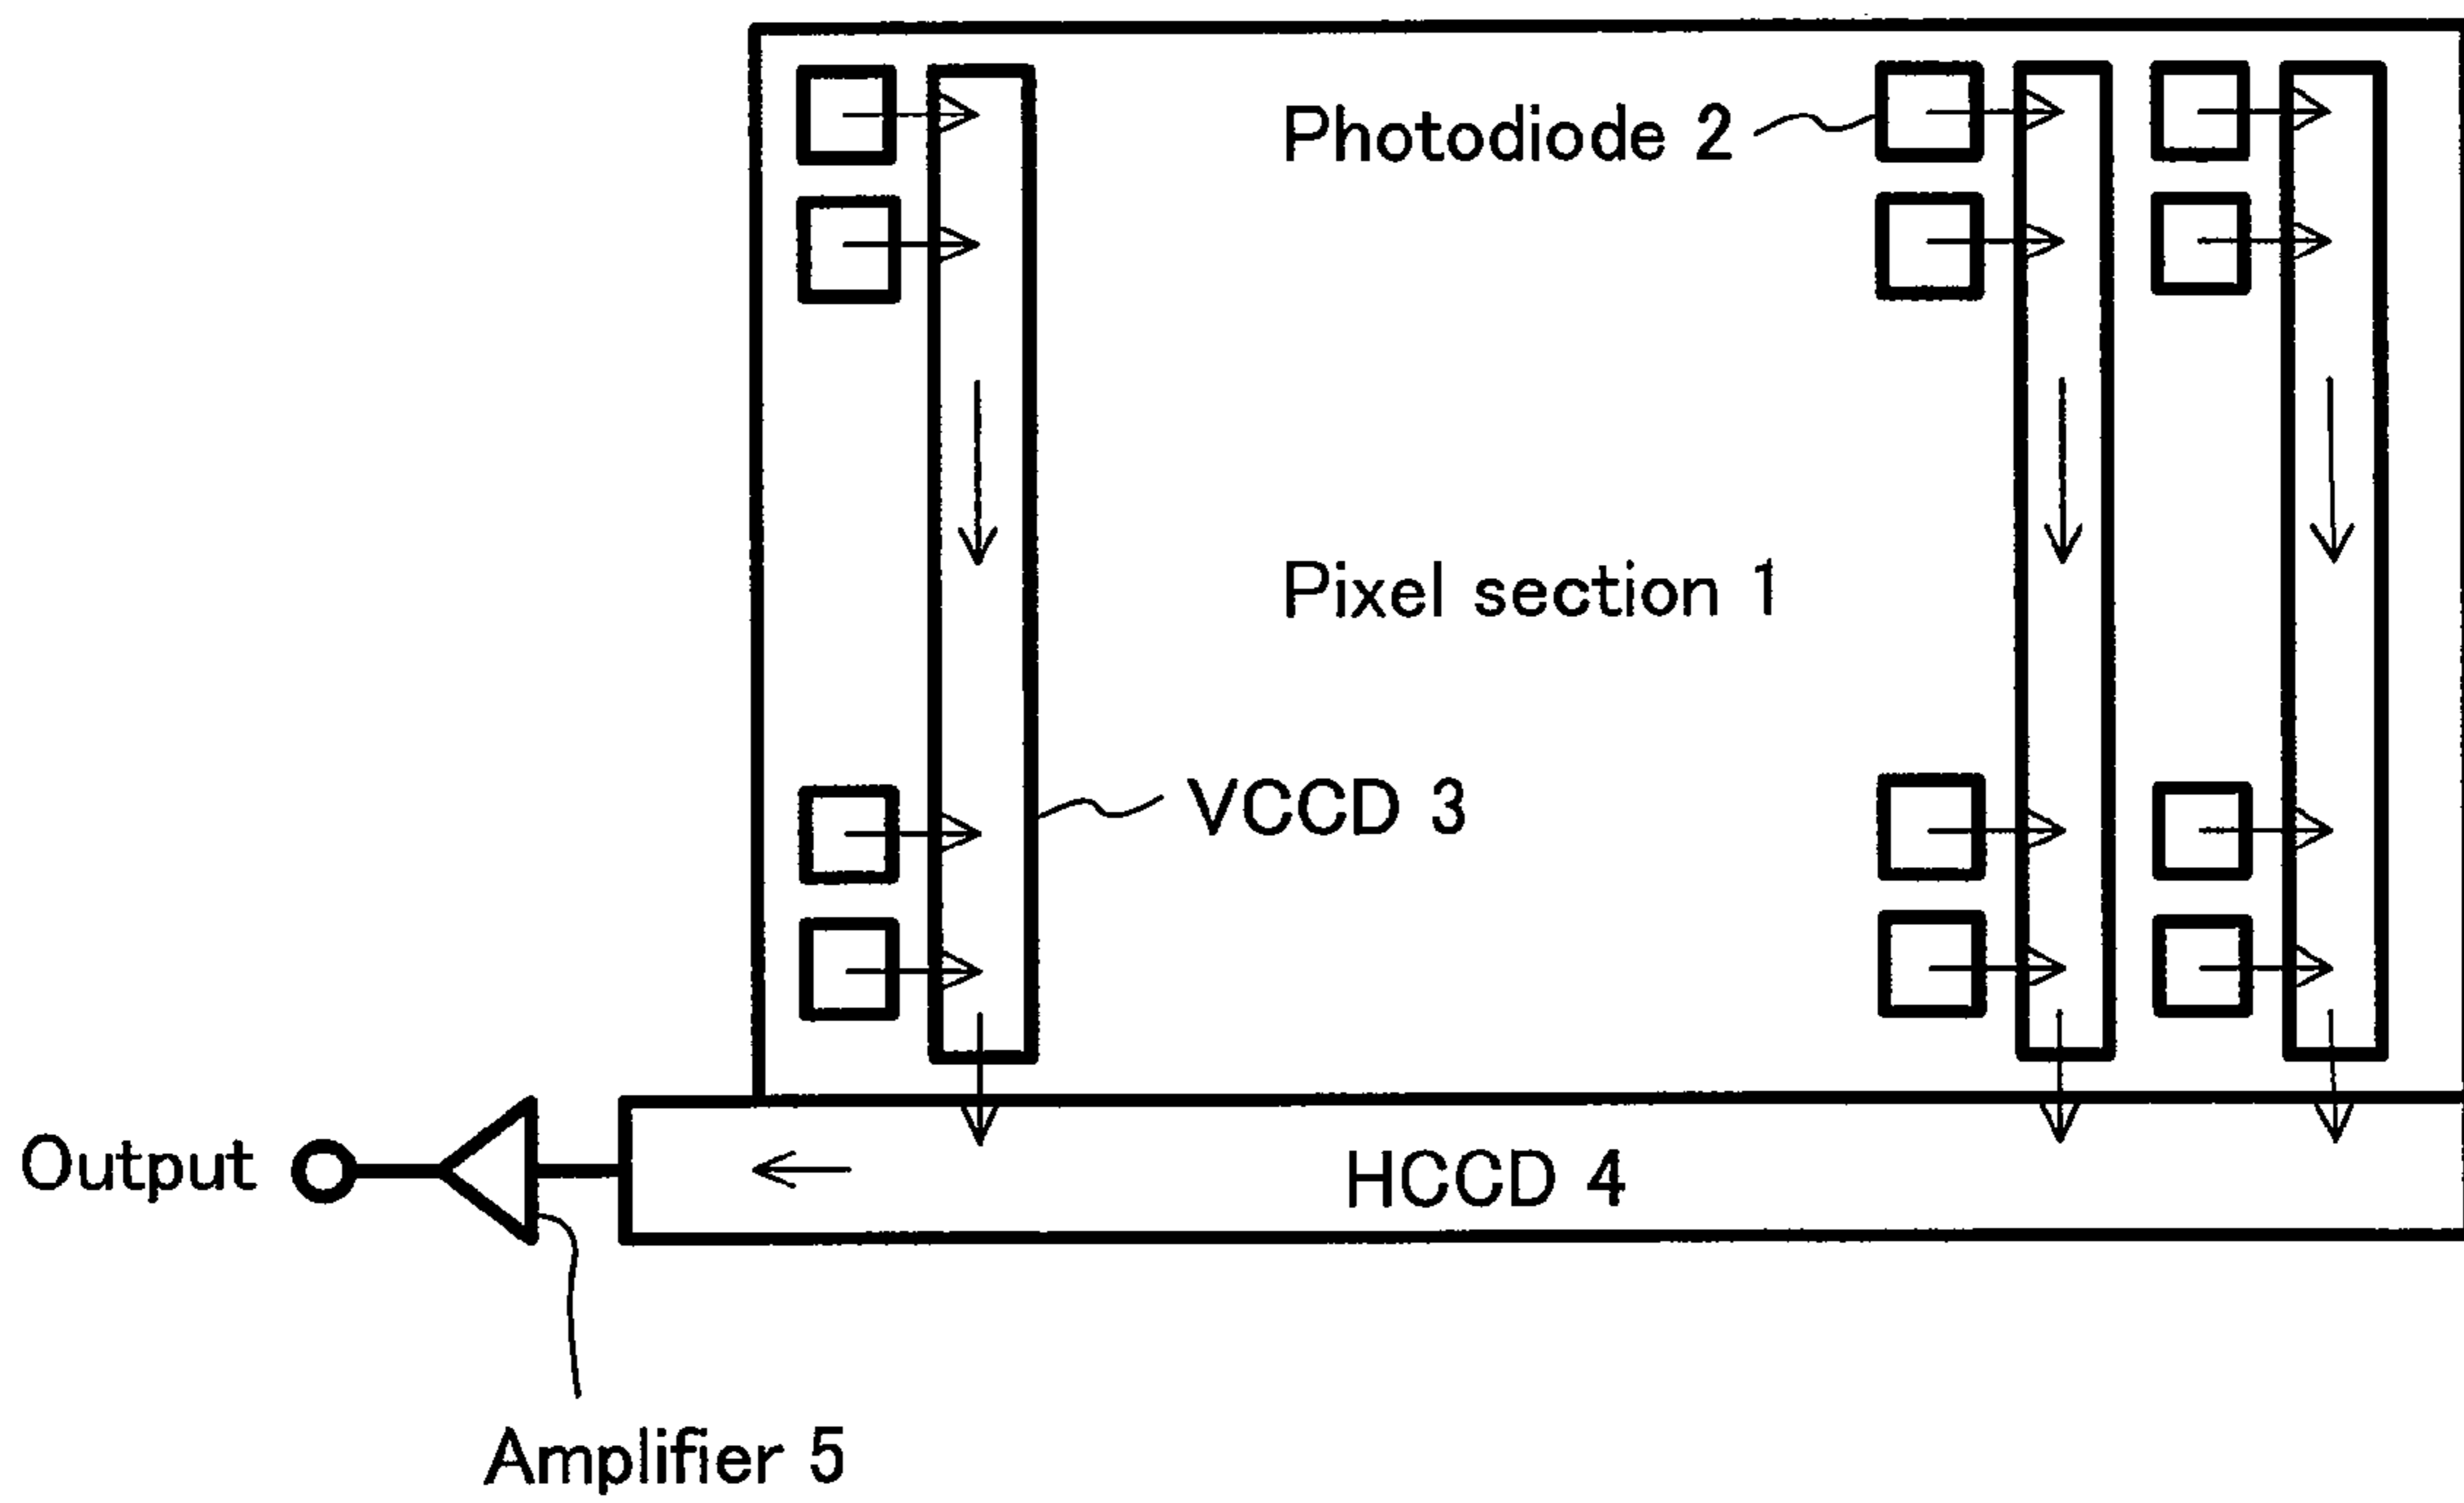 Photodiode 2
Pixel section 1
VCCD 3
Output
HCCD 4
Amplifier 5